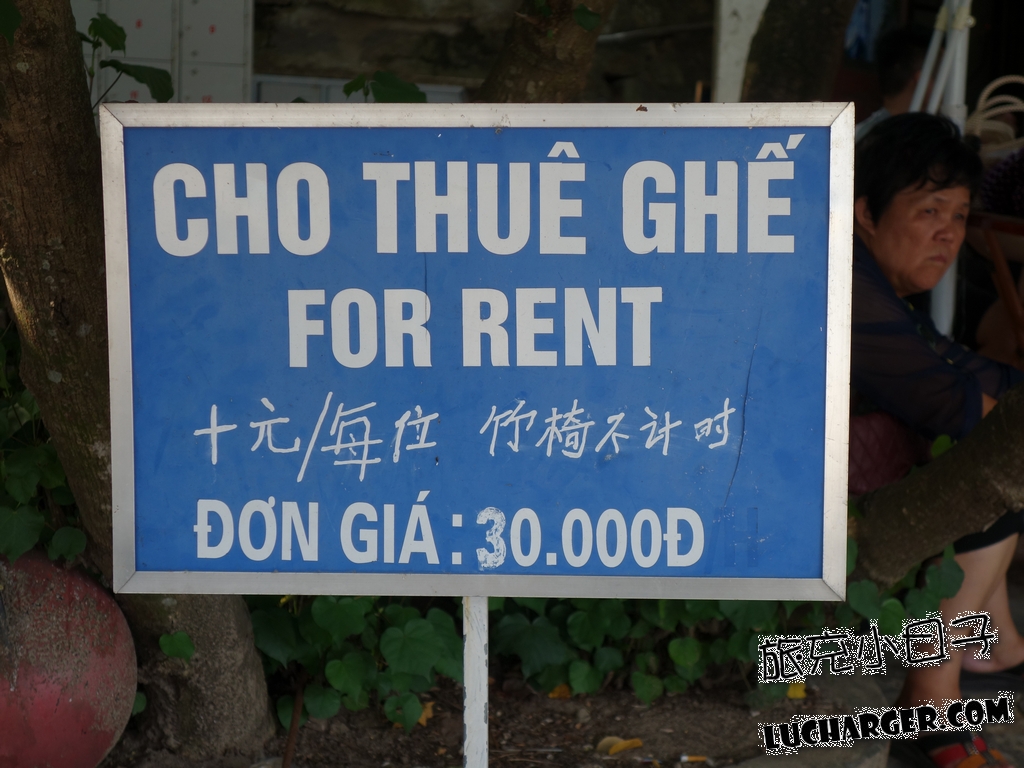 CHO THUÊ GHẾ
FOR RENT
十元/每位 竹椅不计时
ĐƠN GIÁ: 30.000Đ
旅充小日子
LUCHARGER.COM